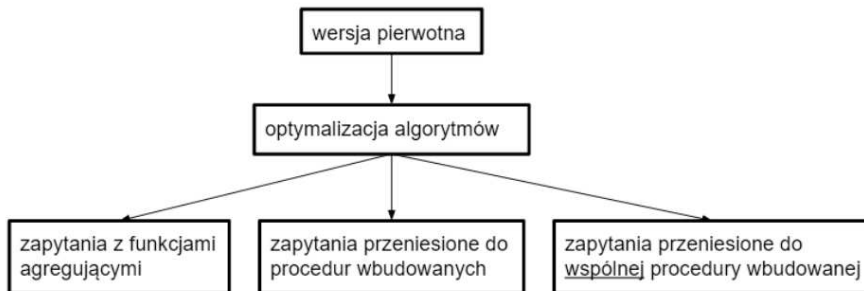 wersja pierwotna
optymalizacja algorytmów
zapytania z funkcjami
agregującymi
zapytania przeniesione do
procedur wbudowanych
zapytania przeniesione do
wspólnej procedury wbudowanej